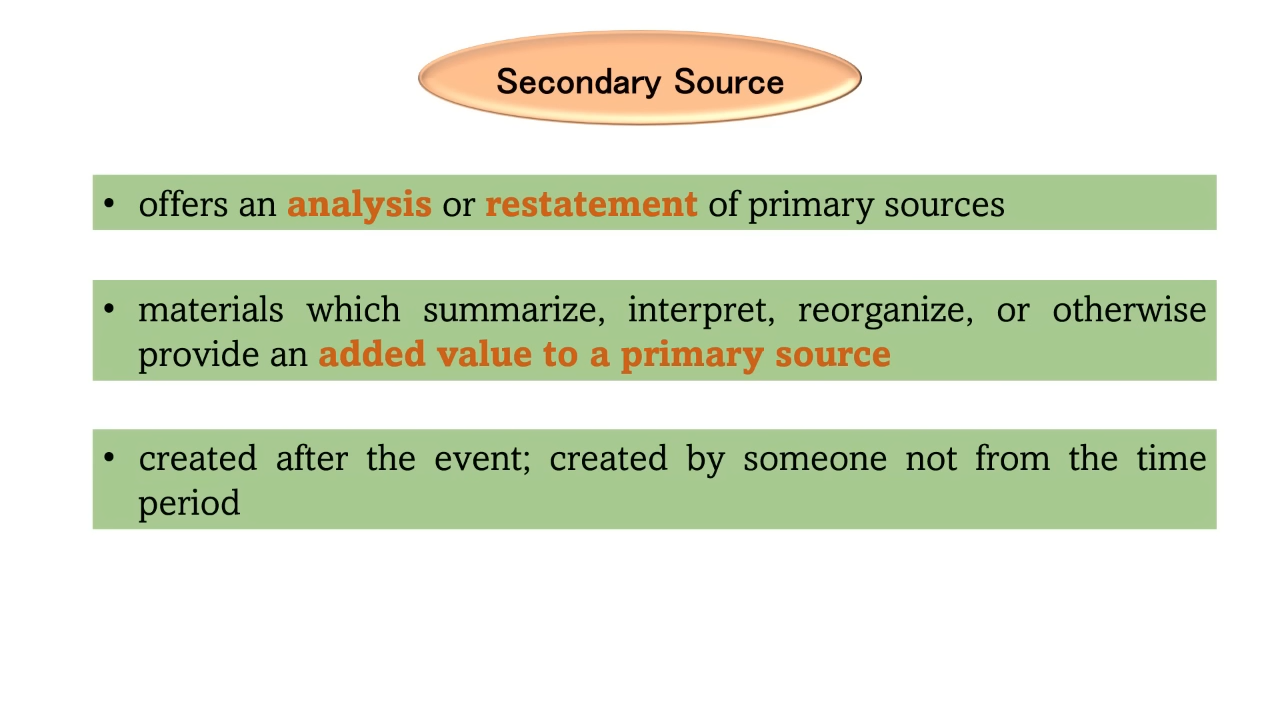 Secondary Source
• offers an analysis or restatement of primary sources
• materials which summarize, interpret, reorganize, or otherwise
provide an added value to a primary source
• created after the event; created by someone not from the time
period